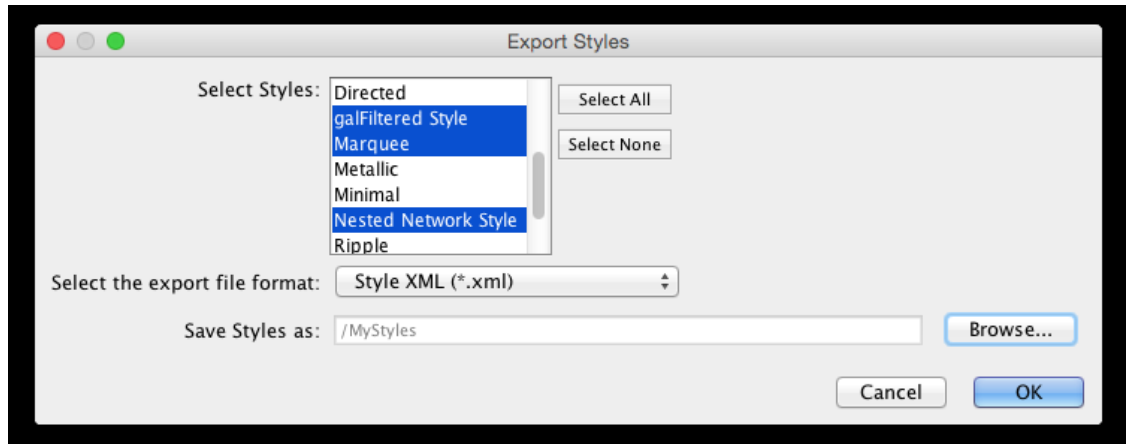 Export Styles
Select Styles:
Directed
Select All
galFiltered Style
Marquee
Select None
Metallic
Minimal
Nested Network Style
Ripple
Select the export file format: Style XML (*.xml)
Save Styles as: /MyStyles Browse...
Cancel OK